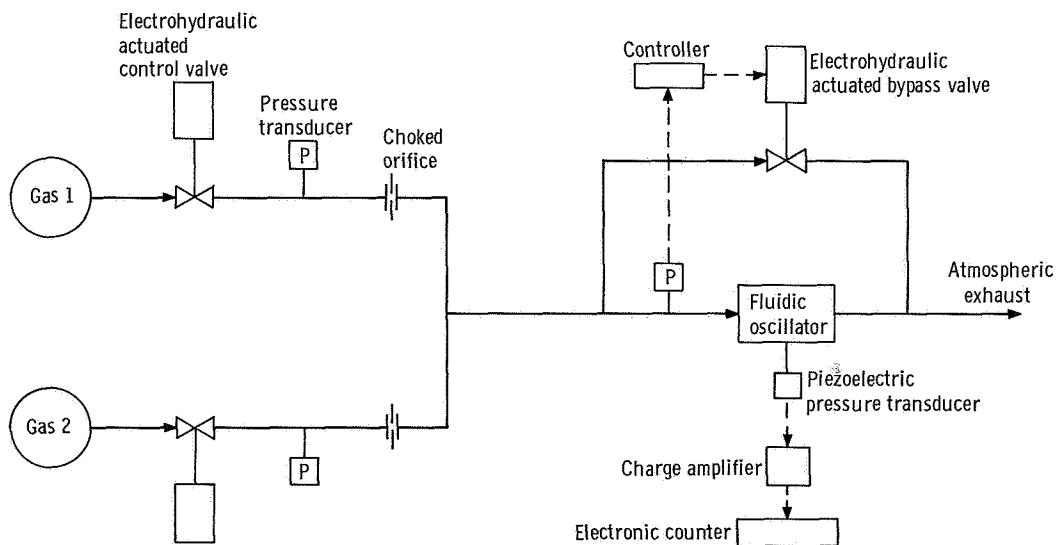 Electrohydraulic
actuated
control valve
Pressure
transducer
P
Choked
orifice
Gas 1
Controller
Electrohydraulic
actuated bypass valve
P
Fluidic
oscillator
Atmospheric
exhaust
Piezoelectric
pressure transducer
Gas 2
P
Charge amplifier
Electronic counter